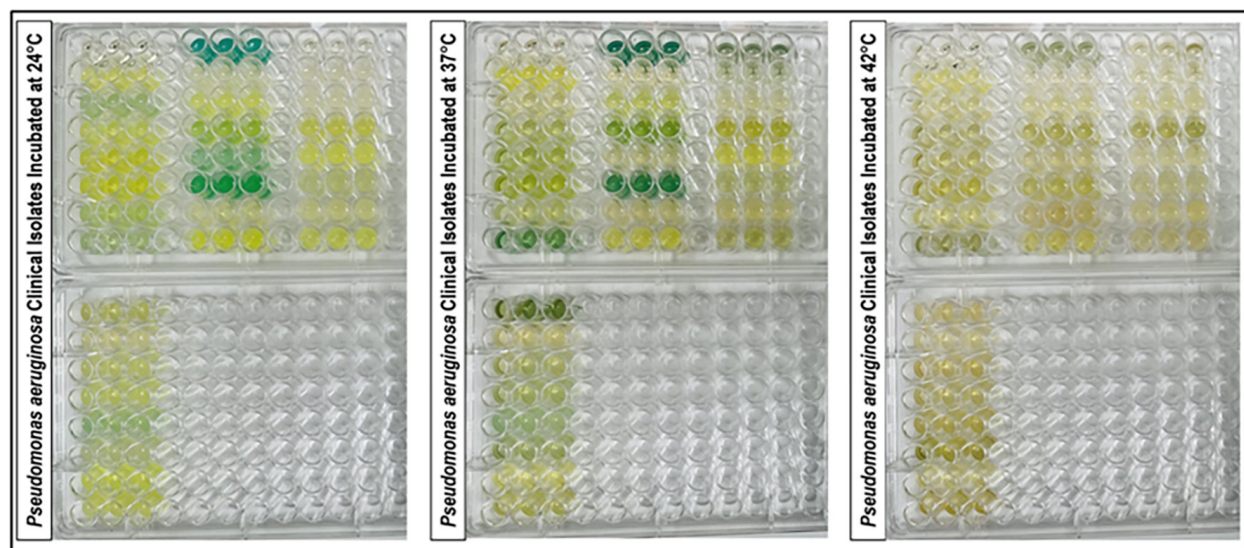 Pseudomonas aeruginosa Clinical Isolates Incubated at 24°C
Pseudomonas aeruginosa Clinical Isolates Incubated at 37°C
Pseudomonas aeruginosa Clinical Isolates Incubated at 42°C